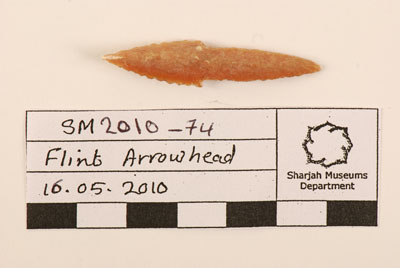 SM2010-74
Flint Arrowhead
16.05.2010
Sharjah Museums
Department